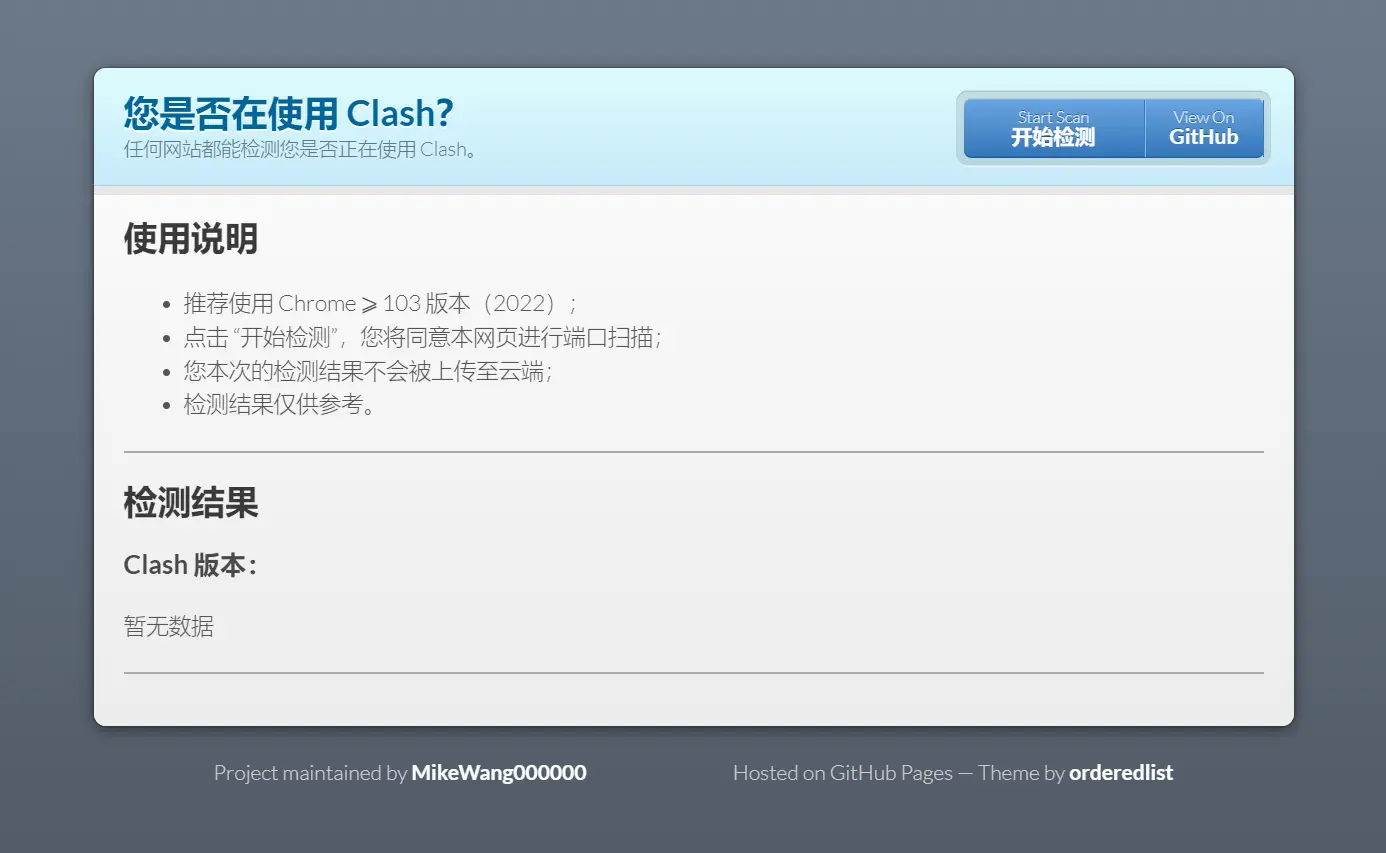 您是否在使用 Clash？
任何网站都能检测您是否正在使用 Clash。
Start Scan
开始检测
View On
GitHub
使用说明
推荐使用 Chrome ⩾ 103 版本（2022）；
点击 “开始检测”，您将同意本网页进行端口扫描；
您本次的检测结果不会被上传至云端；
检测结果仅供参考。
检测结果
Clash 版本：
暂无数据
Project maintained by MikeWang000000
Hosted on GitHub Pages — Theme by orderedlist